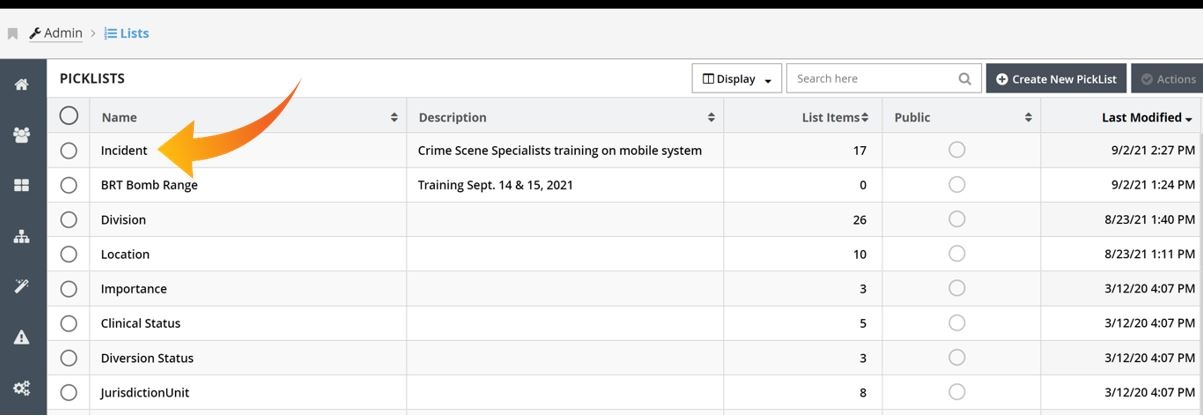 Admin > Lists
PICKLISTS Display Search here Create New PickList Actions
Name Description List Items Public Last Modified
Incident Crime Scene Specialists training on mobile system 17 9/2/21 2:27 PM
BRT Bomb Range Training Sept. 14 & 15, 2021 0 9/2/21 1:24 PM
Division 26 8/23/21 1:40 PM
Location 10 8/23/21 1:11 PM
Importance 3 3/12/20 4:07 PM
Clinical Status 5 3/12/20 4:07 PM
Diversion Status 3 3/12/20 4:07 PM
JurisdictionUnit 8 3/12/20 4:07 PM